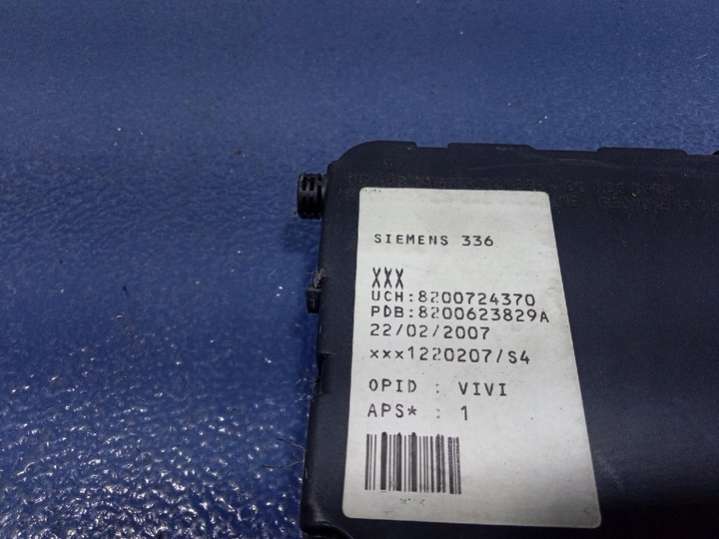 SIEMENS 336
XXX
UCH:8200724370
PDB:8200623829A
22/02/2007
xxx1220207/S4
OPID : VIVI
APS* : 1